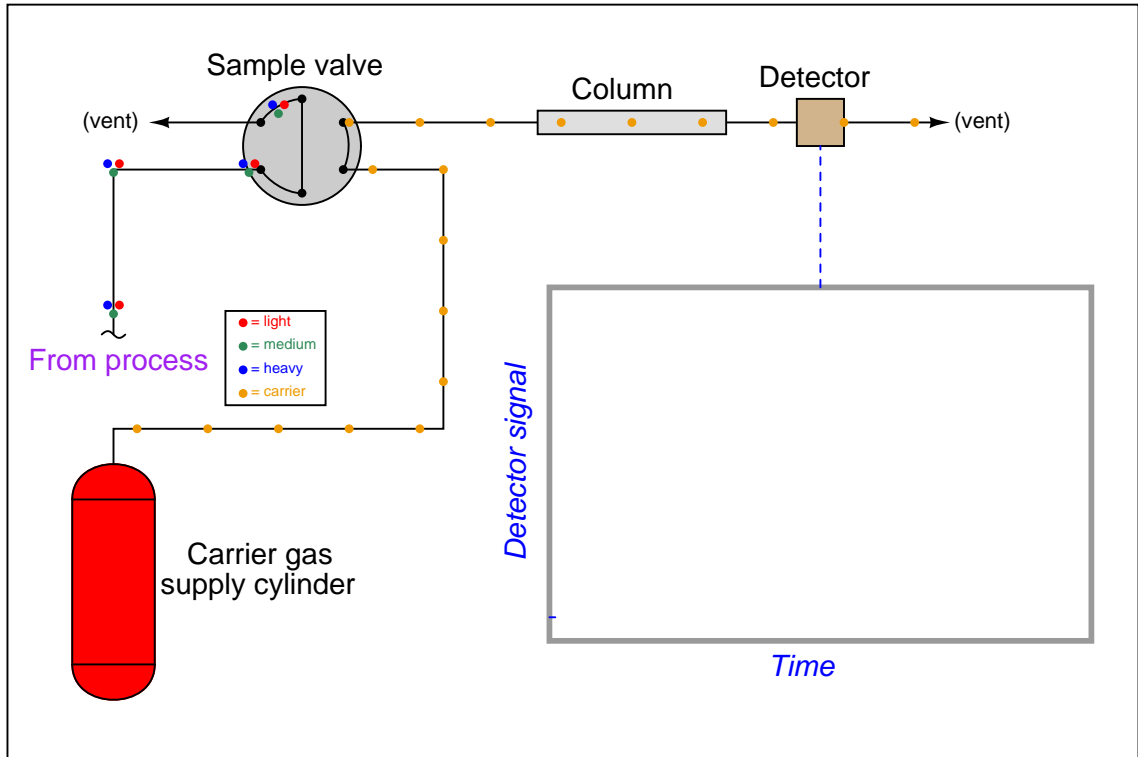 Sample valve
Column
Detector
(vent)
(vent)
= light
= medium
= heavy
= carrier
From process
Detector signal
Carrier gas
supply cylinder
Time